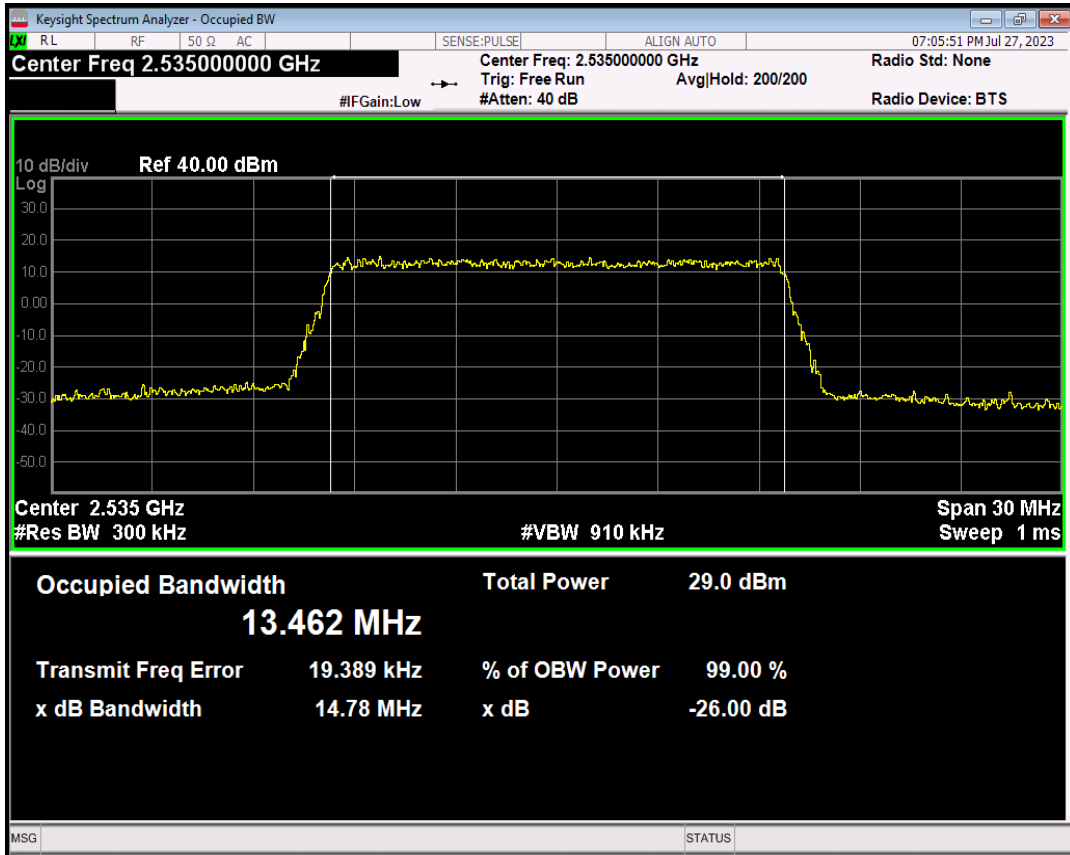 Keysight Spectrum Analyzer - Occupied BW
LXI RL RF 50 Ω AC SENSE:PULSE ALIGN AUTO 07:05:51 PM Jul 27, 2023
Center Freq 2.535000000 GHz Center Freq: 2.535000000 GHz Radio Std: None
Trig: Free Run Avg|Hold: 200/200
#IFGain:Low #Atten: 40 dB Radio Device: BTS
10 dB/div Ref 40.00 dBm
Log
30.0
20.0
10.0
0.00
-10.0
-20.0
-30.0
-40.0
-50.0
Center 2.535 GHz Span 30 MHz
#Res BW 300 kHz #VBW 910 kHz Sweep 1 ms
Occupied Bandwidth Total Power 29.0 dBm
13.462 MHz
Transmit Freq Error 19.389 kHz % of OBW Power 99.00 %
x dB Bandwidth 14.78 MHz x dB -26.00 dB
MSG STATUS